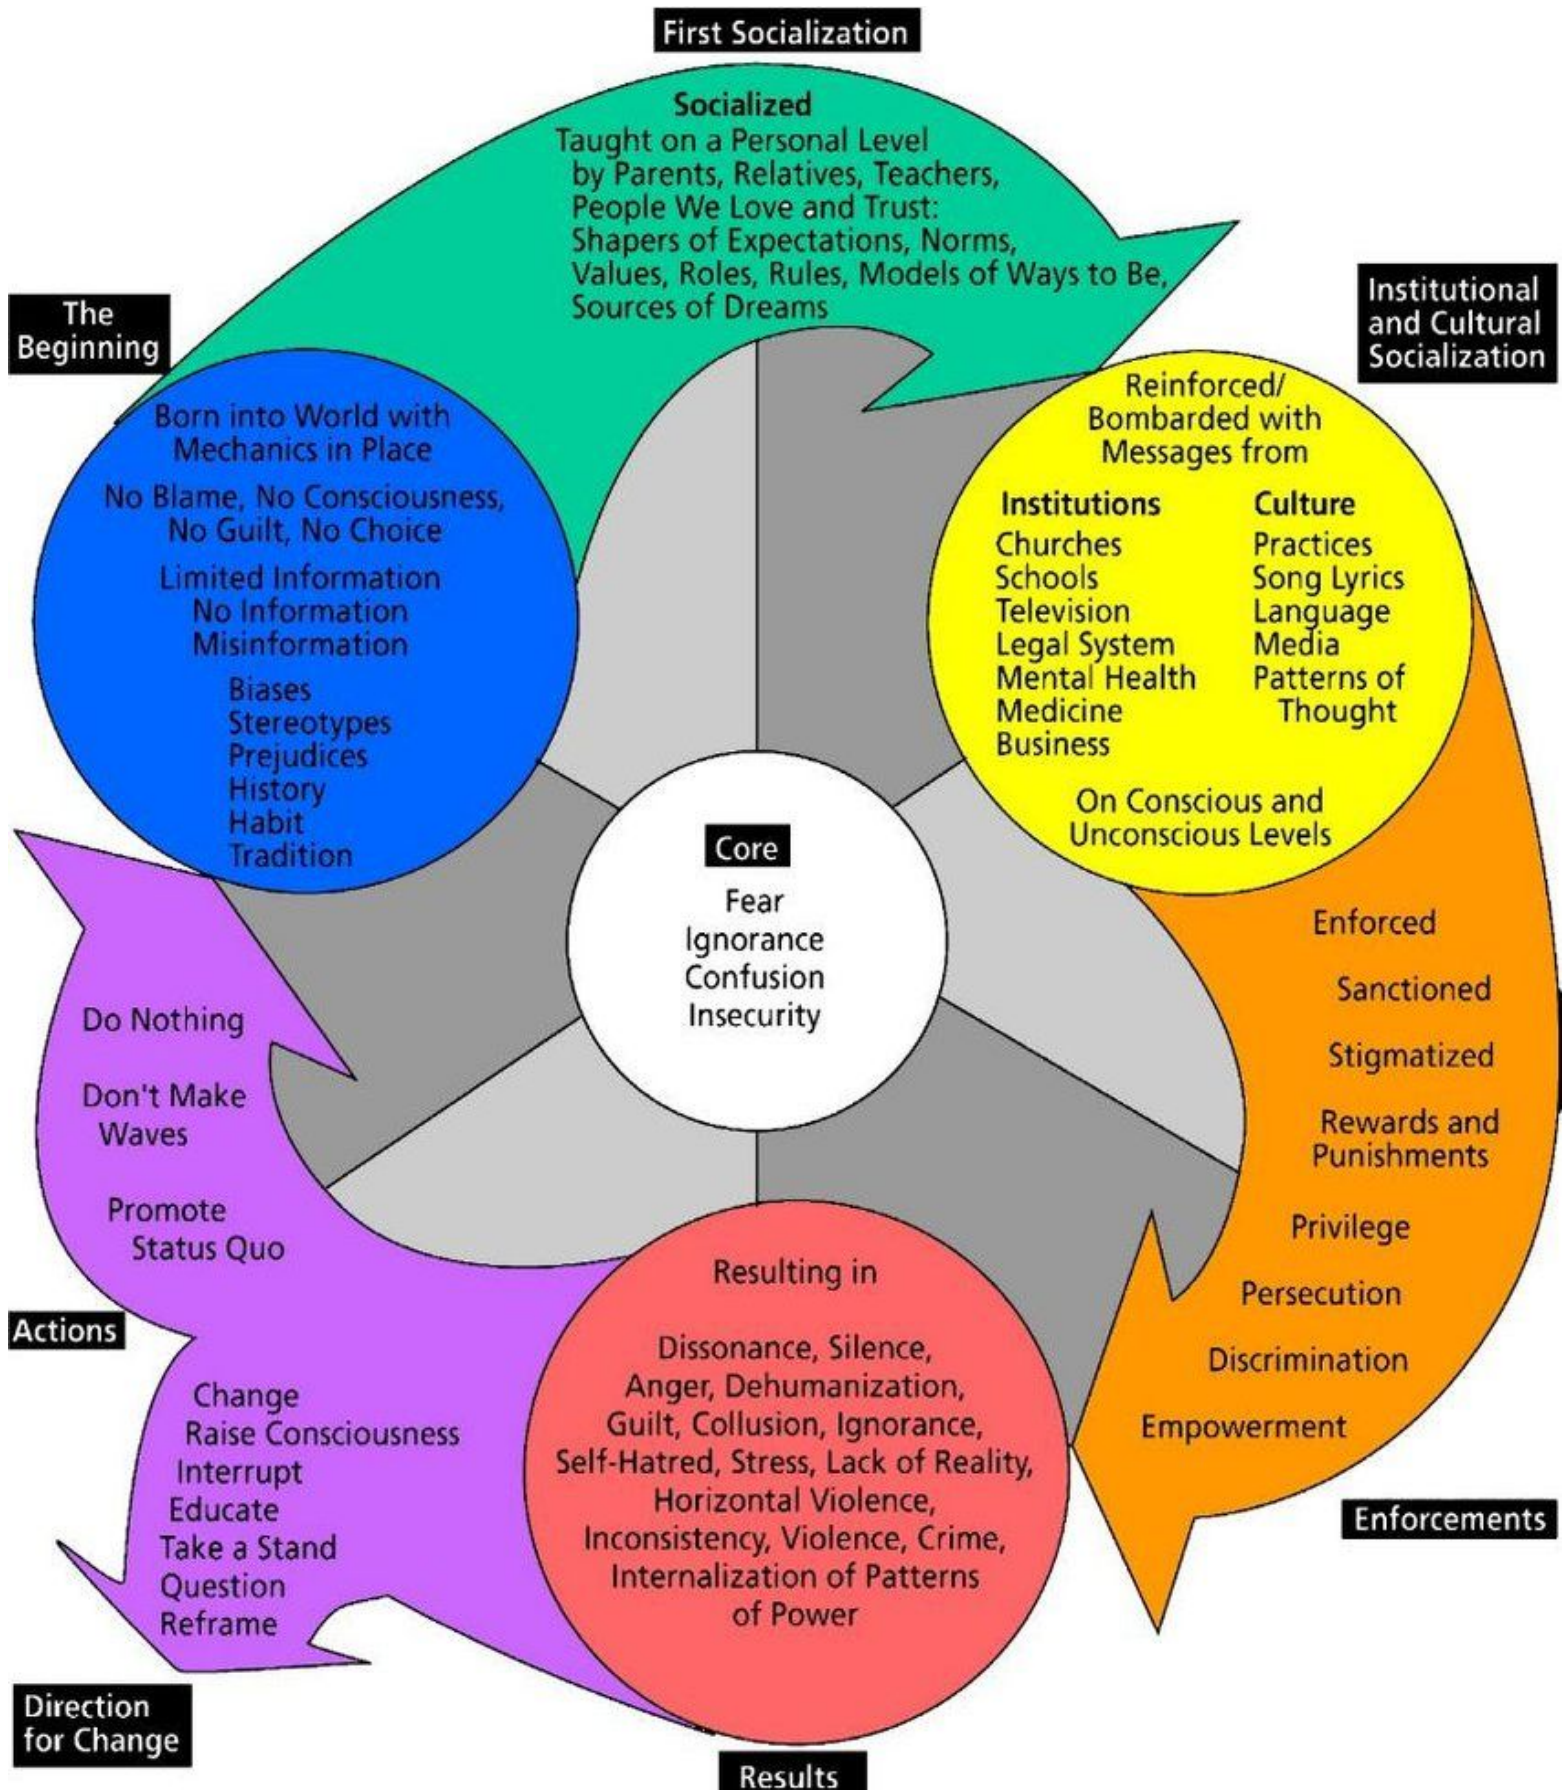 First Socialization
Socialized
Taught on a Personal Level
by Parents, Relatives, Teachers,
People We Love and Trust:
Shapers of Expectations, Norms,
Values, Roles, Rules, Models of Ways to Be,
Sources of Dreams
The
Beginning
Born into World with
Mechanics in Place
No Blame, No Consciousness,
No Guilt, No Choice
Limited Information
No Information
Misinformation
Biases
Stereotypes
Prejudices
History
Habit
Tradition
Institutional
and Cultural
Socialization
Reinforced/
Bombarded with
Messages from
Institutions
Churches
Schools
Television
Legal System
Mental Health
Medicine
Business
Culture
Practices
Song Lyrics
Language
Media
Patterns of
Thought
On Conscious and
Unconscious Levels
Core
Fear
Ignorance
Confusion
Insecurity
Enforced
Sanctioned
Stigmatized
Rewards and
Punishments
Privilege
Persecution
Discrimination
Empowerment
Enforcements
Resulting in
Dissonance, Silence,
Anger, Dehumanization,
Guilt, Collusion, Ignorance,
Self-Hatred, Stress, Lack of Reality,
Horizontal Violence,
Inconsistency, Violence, Crime,
Internalization of Patterns
of Power
Results
Do Nothing
Don't Make
Waves
Promote
Status Quo
Actions
Change
Raise Consciousness
Interrupt
Educate
Take a Stand
Question
Reframe
Direction
for Change